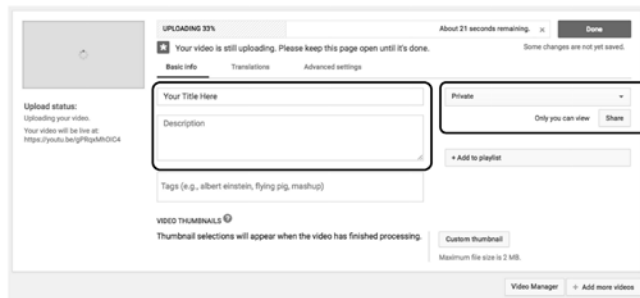 UPLOADING 33%
About 21 seconds remaining. ×
Done
Your video is still uploading. Please keep this page open until it's done.
Some changes are not yet saved.
Basic info Translations Advanced settings
Your Title Here
Description
Tags (e.g., albert einstein, flying pig, mashup)
Private
Only you can view Share
+ Add to playlist
Upload status:
Uploading your video.
Your video will be live at:
VIDEO THUMBNAILS ?
Thumbnail selections will appear when the video has finished processing.
Custom thumbnail
Maximum file size is 2 MB.
Video Manager + Add more videos